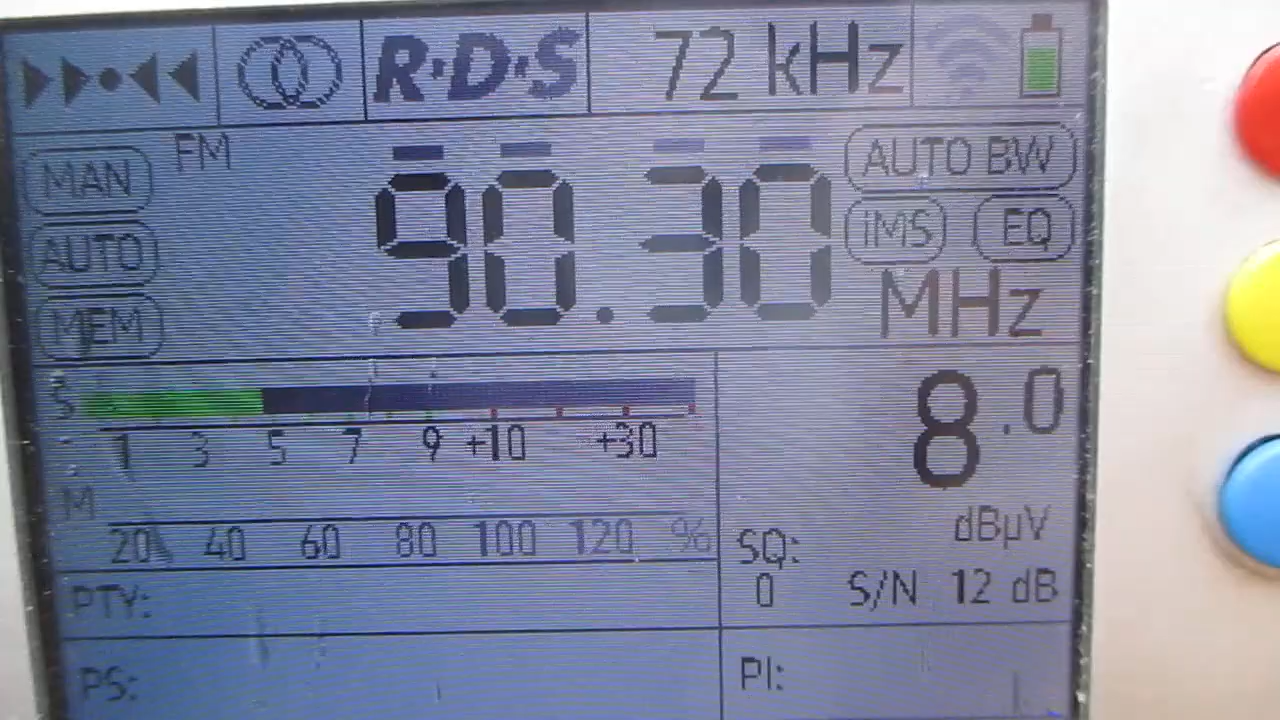 R·D·S 72 kHz
MAN FM 90.30 AUTO BW
AUTO iMS EQ
MEM MHz
S
1 3 5 7 9 +10 +30 8.0
M
20 40 60 80 100 120 % SQ: dBµV
PTY: 0 S/N 12 dB
PS: PI: